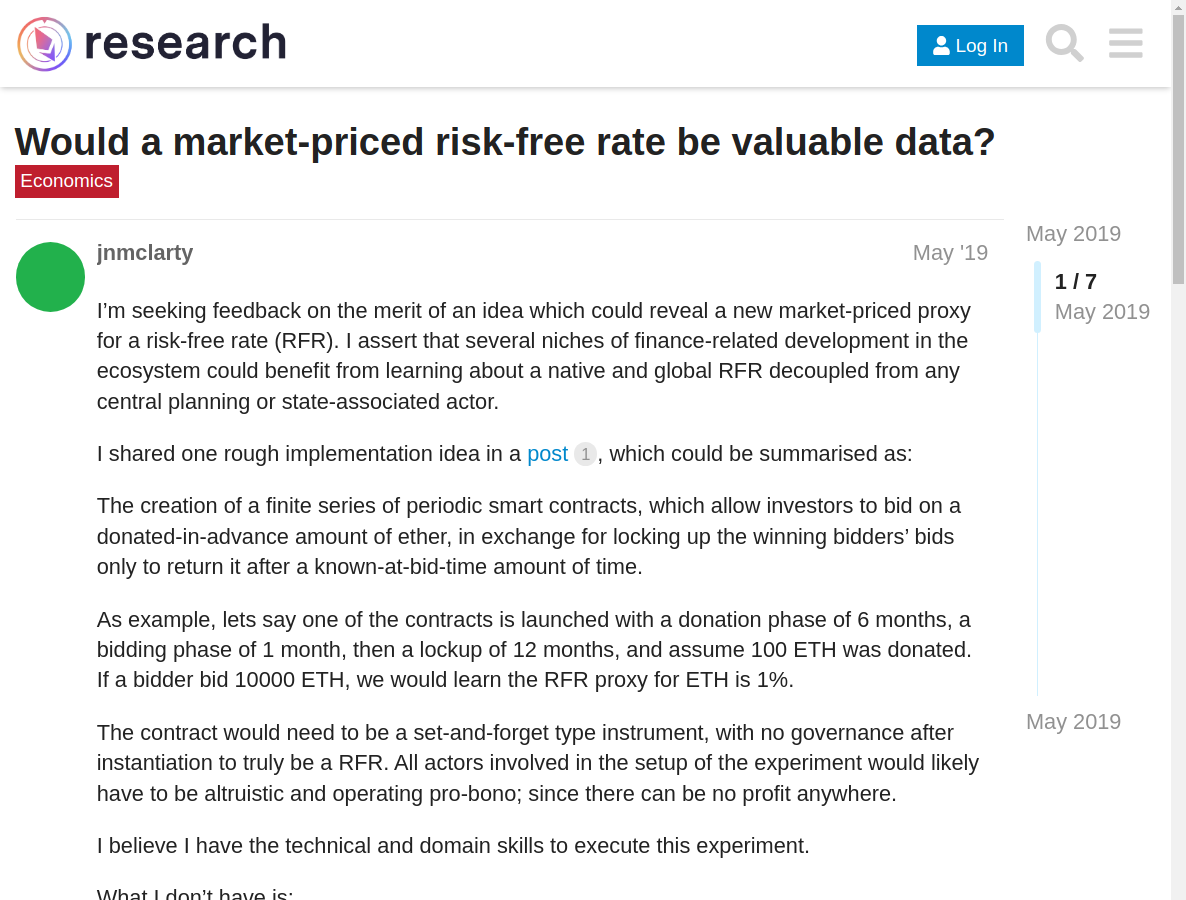 research
Log In
Would a market-priced risk-free rate be valuable data?
Economics
jnmclarty
May '19
I’m seeking feedback on the merit of an idea which could reveal a new market-priced proxy
for a risk-free rate (RFR). I assert that several niches of finance-related development in the
ecosystem could benefit from learning about a native and global RFR decoupled from any
central planning or state-associated actor.
I shared one rough implementation idea in a post 1, which could be summarised as:
The creation of a finite series of periodic smart contracts, which allow investors to bid on a
donated-in-advance amount of ether, in exchange for locking up the winning bidders’ bids
only to return it after a known-at-bid-time amount of time.
As example, lets say one of the contracts is launched with a donation phase of 6 months, a
bidding phase of 1 month, then a lockup of 12 months, and assume 100 ETH was donated.
If a bidder bid 10000 ETH, we would learn the RFR proxy for ETH is 1%.
The contract would need to be a set-and-forget type instrument, with no governance after
instantiation to truly be a RFR. All actors involved in the setup of the experiment would likely
have to be altruistic and operating pro-bono; since there can be no profit anywhere.
I believe I have the technical and domain skills to execute this experiment.
What I don’t have is:
May 2019
1 / 7
May 2019
May 2019